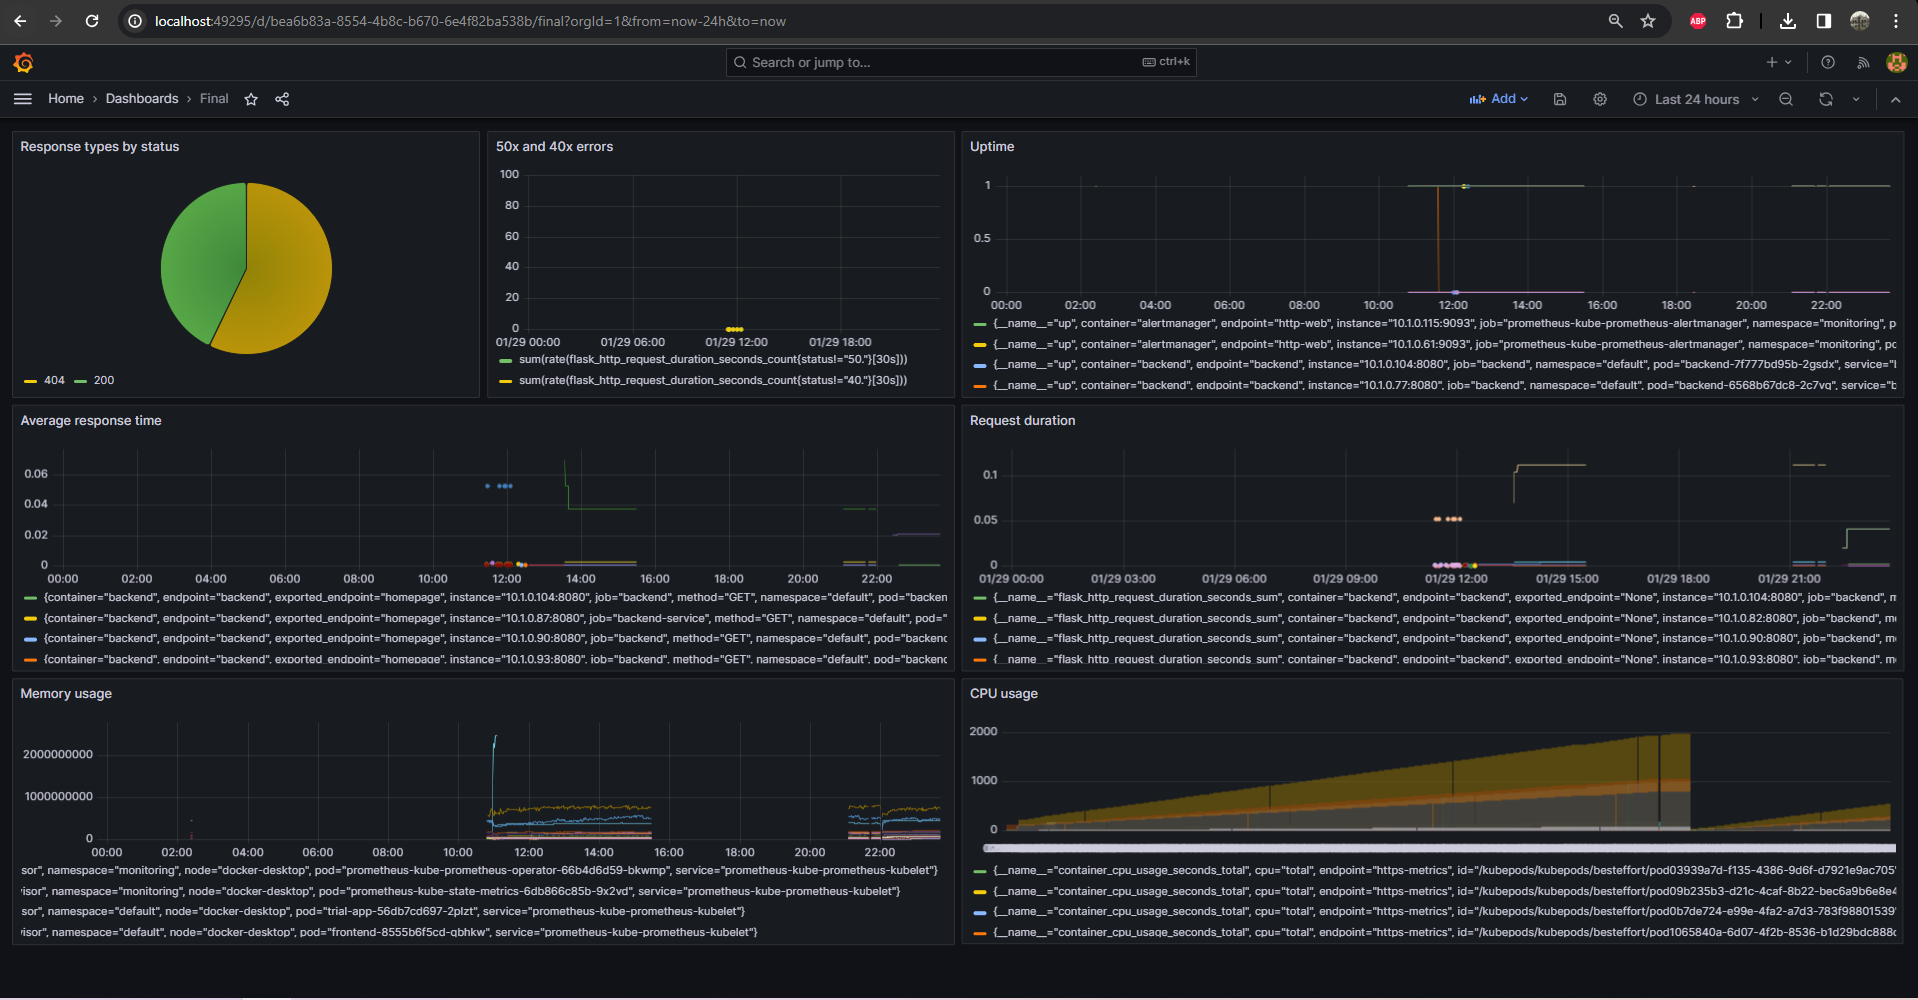 localhost:49295/d/bea6b83a-8554-4b8c-b670-6e4f82ba538b/final?orgId=1&from=now-24h&to=now
ABP
Search or jump to...
ctrl+k
Home › Dashboards › Final
Add
Last 24 hours
Response types by status
404 200
50x and 40x errors
100
80
60
40
20
0
01/29 00:00 01/29 06:00 01/29 12:00 01/29 18:00
sum(rate(flask_http_request_duration_seconds_count{status!="50."}[30s]))
sum(rate(flask_http_request_duration_seconds_count{status!="40."}[30s]))
Uptime
1
0.5
0
00:00 02:00 04:00 06:00 08:00 10:00 12:00 14:00 16:00 18:00 20:00 22:00
{__name__="up", container="alertmanager", endpoint="http-web", instance="10.1.0.115:9093", job="prometheus-kube-prometheus-alertmanager", namespace="monitoring", p
{__name__="up", container="alertmanager", endpoint="http-web", instance="10.1.0.61:9093", job="prometheus-kube-prometheus-alertmanager", namespace="monitoring", po
{__name__="up", container="backend", endpoint="backend", instance="10.1.0.104:8080", job="backend", namespace="default", pod="backend-7f777bd95b-2gsdx", service="b
{__name__="up", container="backend", endpoint="backend", instance="10.1.0.77:8080", job="backend", namespace="default", pod="backend-6568b67dc8-2c7vq", service="b
Average response time
0.06
0.04
0.02
0
00:00 02:00 04:00 06:00 08:00 10:00 12:00 14:00 16:00 18:00 20:00 22:00
{container="backend", endpoint="backend", exported_endpoint="homepage", instance="10.1.0.104:8080", job="backend", method="GET", namespace="default", pod="backen
{container="backend", endpoint="backend", exported_endpoint="homepage", instance="10.1.0.87:8080", job="backend-service", method="GET", namespace="default", pod="
{container="backend", endpoint="backend", exported_endpoint="homepage", instance="10.1.0.90:8080", job="backend", method="GET", namespace="default", pod="backenc
{container="backend", endpoint="backend", exported_endpoint="homepage", instance="10.1.0.93:8080", job="backend", method="GET", namespace="default", pod="backenc
Request duration
0.1
0.05
0
01/29 00:00 01/29 03:00 01/29 06:00 01/29 09:00 01/29 12:00 01/29 15:00 01/29 18:00 01/29 21:00
{__name__="flask_http_request_duration_seconds_sum", container="backend", endpoint="backend", exported_endpoint="None", instance="10.1.0.104:8080", job="backend", m
{__name__="flask_http_request_duration_seconds_sum", container="backend", endpoint="backend", exported_endpoint="None", instance="10.1.0.82:8080", job="backend", me
{__name__="flask_http_request_duration_seconds_sum", container="backend", endpoint="backend", exported_endpoint="None", instance="10.1.0.90:8080", job="backend", me
{__name__="flask_http_request_duration_seconds_sum", container="backend", endpoint="backend", exported_endpoint="None", instance="10.1.0.93:8080", job="backend", me
Memory usage
2000000000
1000000000
0
00:00 02:00 04:00 06:00 08:00 10:00 12:00 14:00 16:00 18:00 20:00 22:00
sor", namespace="monitoring", node="docker-desktop", pod="prometheus-kube-prometheus-operator-66b4d6d59-bkwmp", service="prometheus-kube-prometheus-kubelet"}
visor", namespace="monitoring", node="docker-desktop", pod="prometheus-kube-state-metrics-6db866c85b-9x2vd", service="prometheus-kube-prometheus-kubelet"}
sor", namespace="default", node="docker-desktop", pod="trial-app-56db7cd697-2plzt", service="prometheus-kube-prometheus-kubelet"}
visor", namespace="default", node="docker-desktop", pod="frontend-8555b6f5cd-qbhkw", service="prometheus-kube-prometheus-kubelet"}
CPU usage
2000
1000
0
{__name__="container_cpu_usage_seconds_total", cpu="total", endpoint="https-metrics", id="/kubepods/kubepods/besteffort/pod03939a7d-f135-4386-9d6f-d7921e9ac705"
{__name__="container_cpu_usage_seconds_total", cpu="total", endpoint="https-metrics", id="/kubepods/kubepods/besteffort/pod09b235b3-d21c-4caf-8b22-bec6a9b6e8e4
{__name__="container_cpu_usage_seconds_total", cpu="total", endpoint="https-metrics", id="/kubepods/kubepods/besteffort/pod0b7de724-e99e-4fa2-a7d3-783f98801539
{__name__="container_cpu_usage_seconds_total", cpu="total", endpoint="https-metrics", id="/kubepods/kubepods/besteffort/pod1065840a-6d07-4f2b-8536-b1d29bdc888c